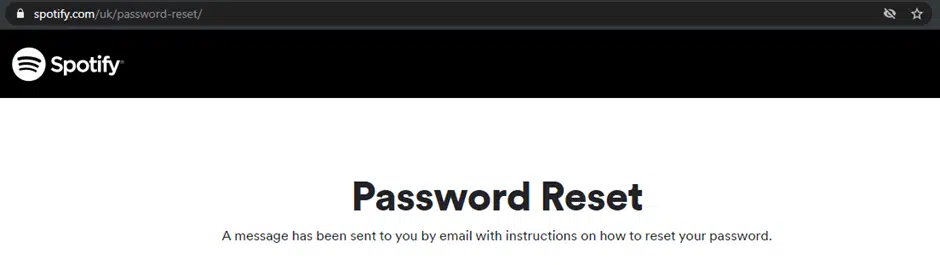 spotify.com/uk/password-reset/
Spotify
Password Reset
A message has been sent to you by email with instructions on how to reset your password.